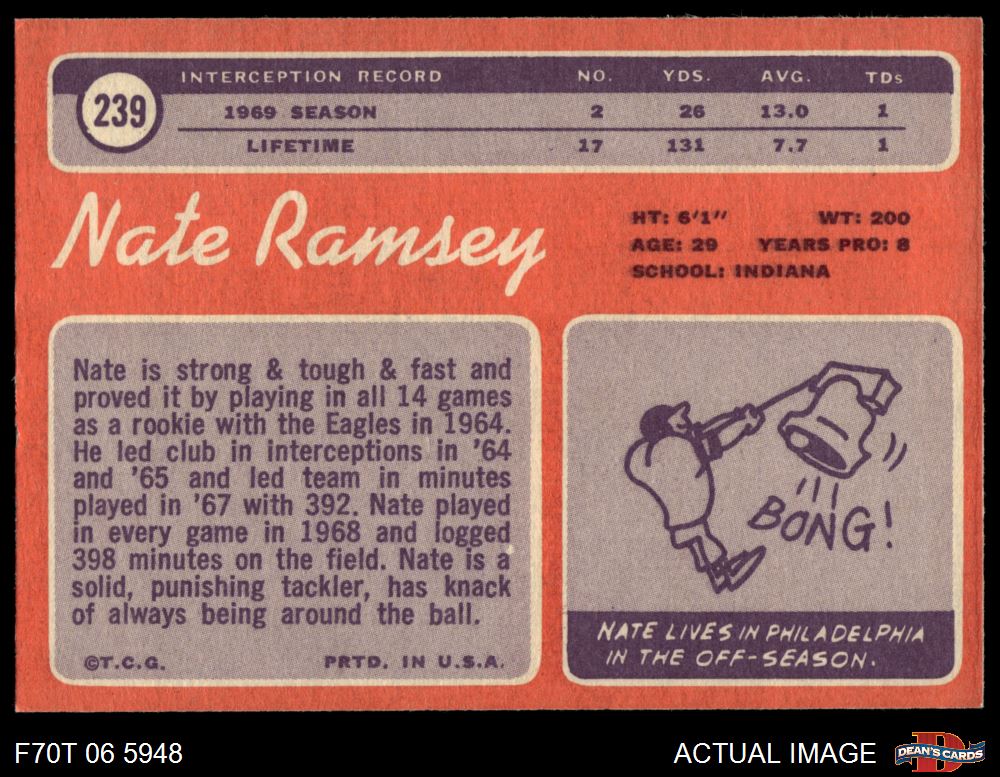 239
INTERCEPTION RECORD NO. YDS. AVG. TDs
1969 SEASON 2 26 13.0 1
LIFETIME 17 131 7.7 1
Nate Ramsey
HT: 6'1" WT: 200
AGE: 29 YEARS PRO: 8
SCHOOL: INDIANA
Nate is strong & tough & fast and
proved it by playing in all 14 games
as a rookie with the Eagles in 1964.
He led club in interceptions in '64
and '65 and led team in minutes
played in '67 with 392. Nate played
in every game in 1968 and logged
398 minutes on the field. Nate is a
solid, punishing tackler, has knack
of always being around the ball.
©T.C.G. PRTD. IN U.S.A.
BONG!
NATE LIVES IN PHILADELPHIA
IN THE OFF-SEASON.
F70T 06 5948 ACTUAL IMAGE
D
DEAN'S CARDS